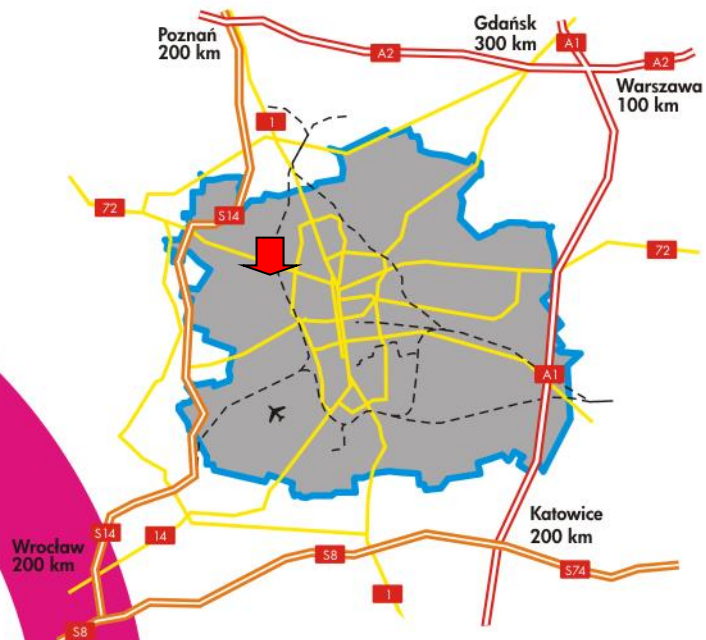 Poznań
200 km
Gdańsk
300 km
A1
A2
A2
Warszawa
100 km
1
72
S14
72
A1
S14
14
Wrocław
200 km
Katowice
200 km
S8
S74
1
S8